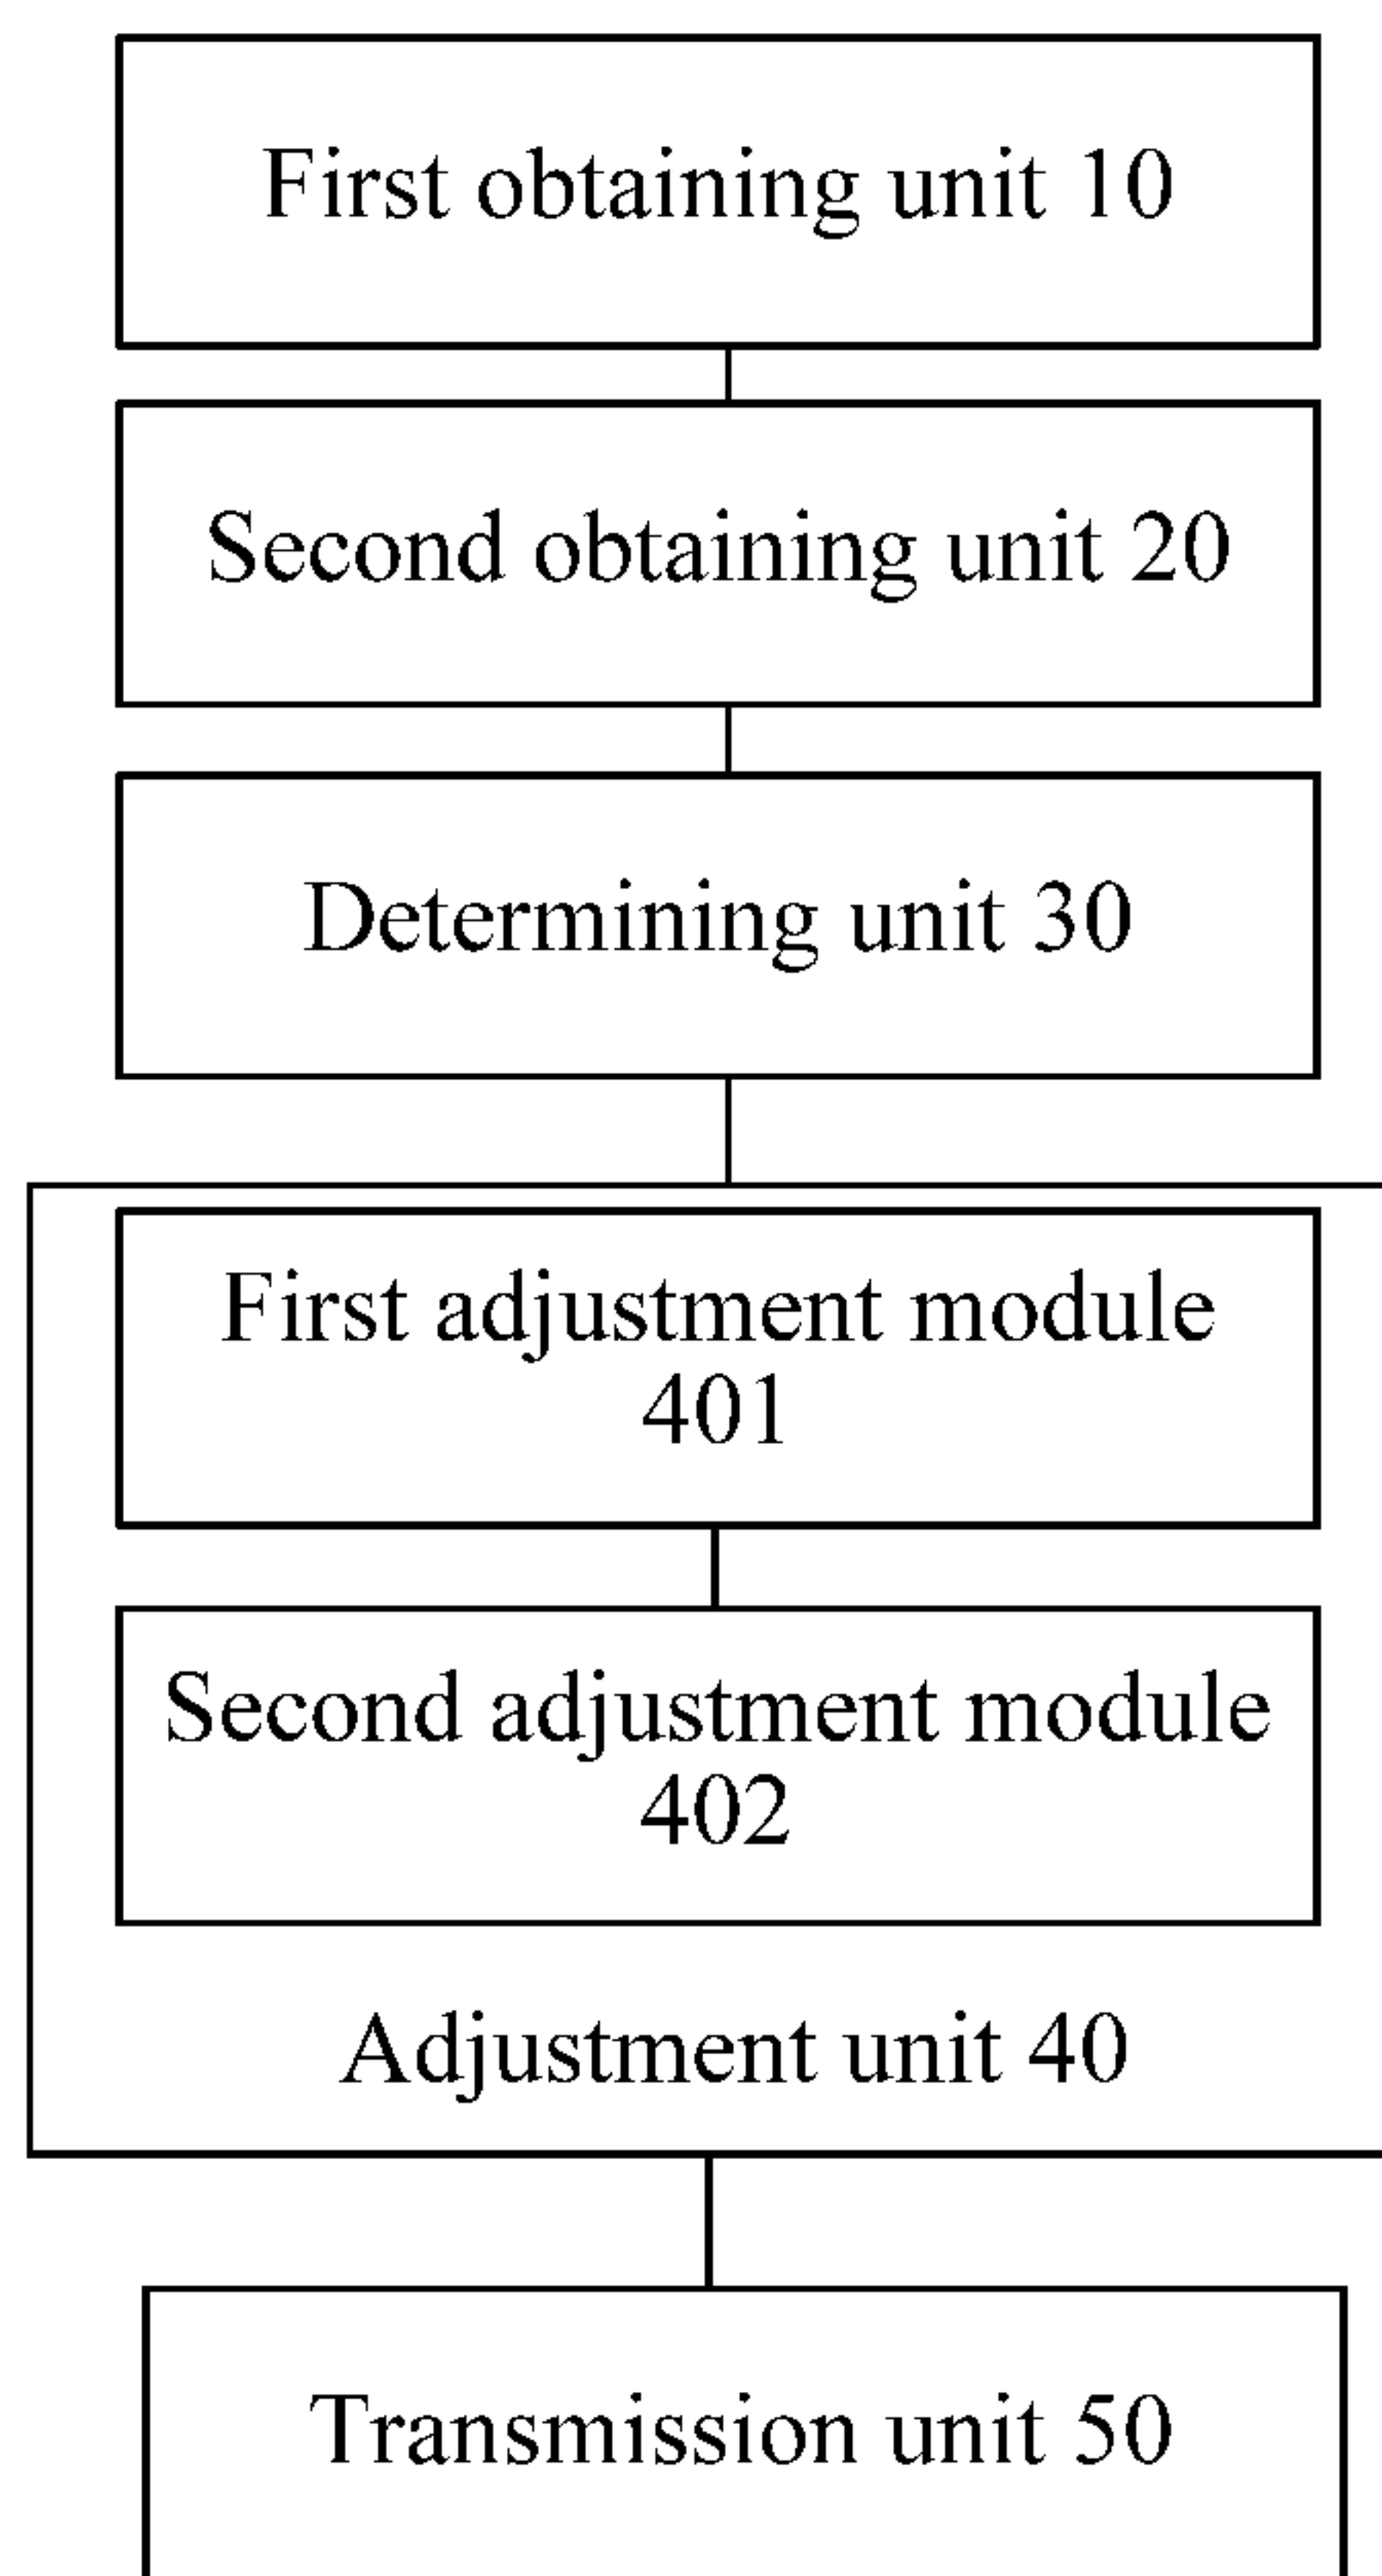 First obtaining unit 10
Second obtaining unit 20
Determining unit 30
First adjustment module
401
Second adjustment module
402
Adjustment unit 40
Transmission unit 50